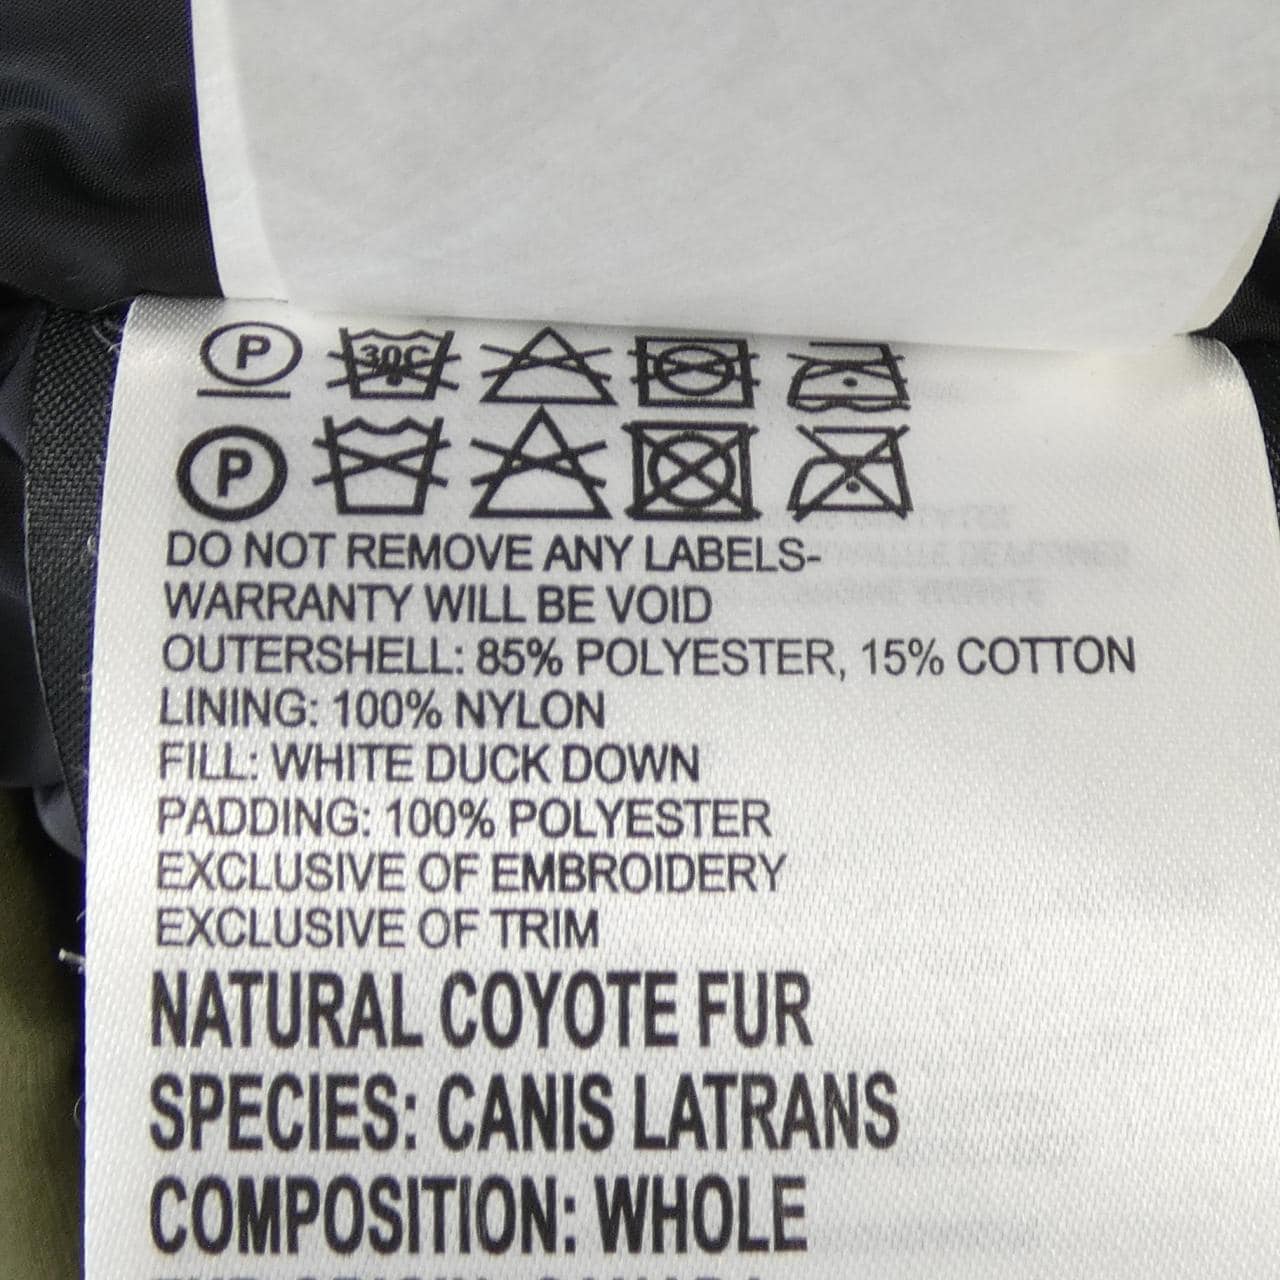 P 30C
P
DO NOT REMOVE ANY LABELS-
WARRANTY WILL BE VOID
OUTERSHELL: 85% POLYESTER, 15% COTTON
LINING: 100% NYLON
FILL: WHITE DUCK DOWN
PADDING: 100% POLYESTER
EXCLUSIVE OF EMBROIDERY
EXCLUSIVE OF TRIM
NATURAL COYOTE FUR
SPECIES: CANIS LATRANS
COMPOSITION: WHOLE